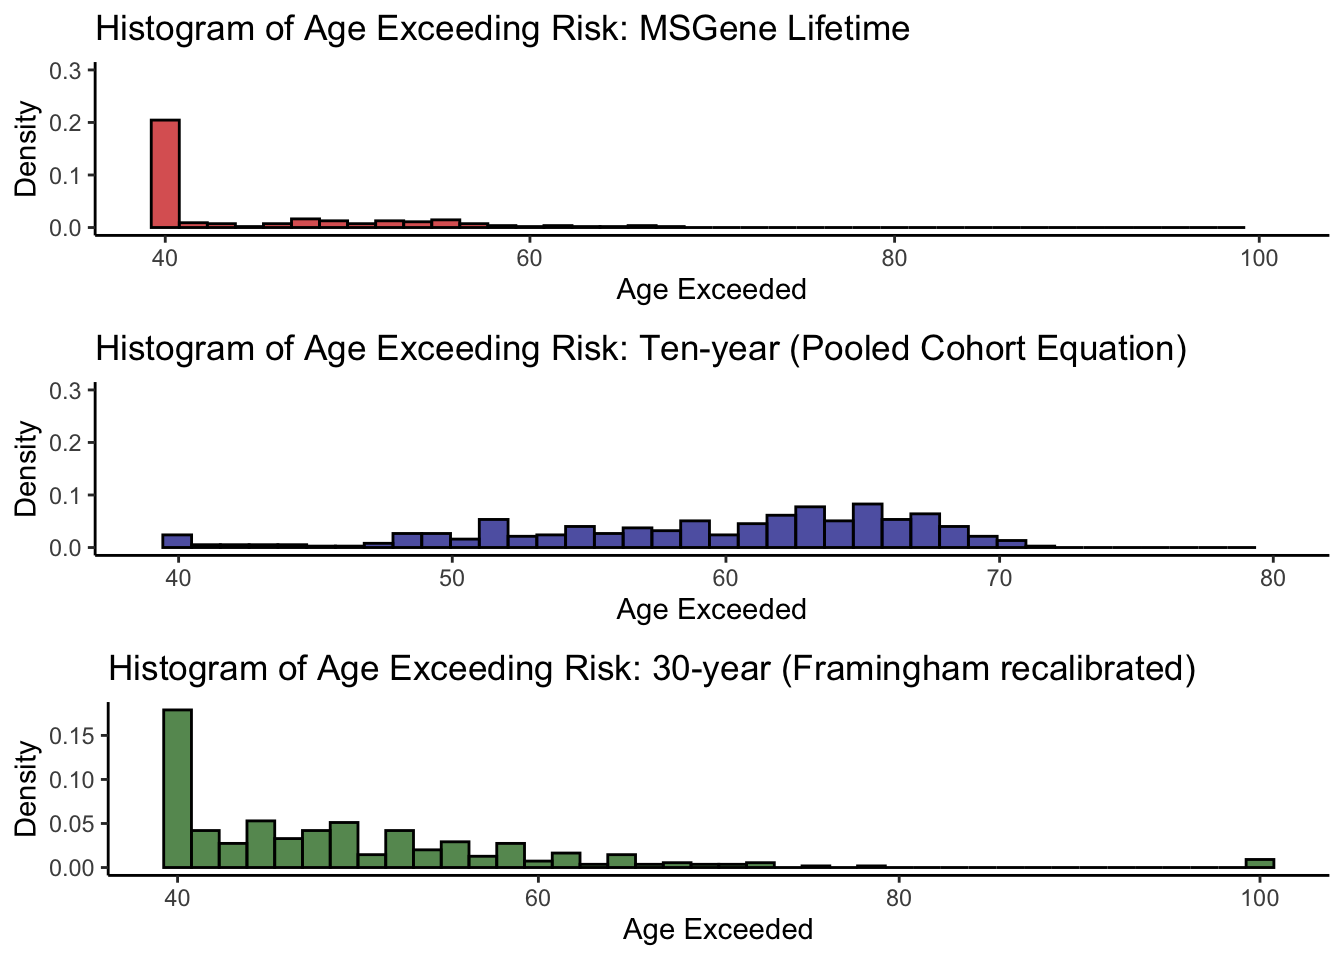 Histogram of Age Exceeding Risk: MSGene Lifetime
0.3
0.2
0.1
0.0
Density
40 60 80 100
Age Exceeded
Histogram of Age Exceeding Risk: Ten-year (Pooled Cohort Equation)
0.3
0.2
0.1
0.0
Density
40 50 60 70 80
Age Exceeded
Histogram of Age Exceeding Risk: 30-year (Framingham recalibrated)
0.15
0.10
0.05
0.00
Density
40 60 80 100
Age Exceeded